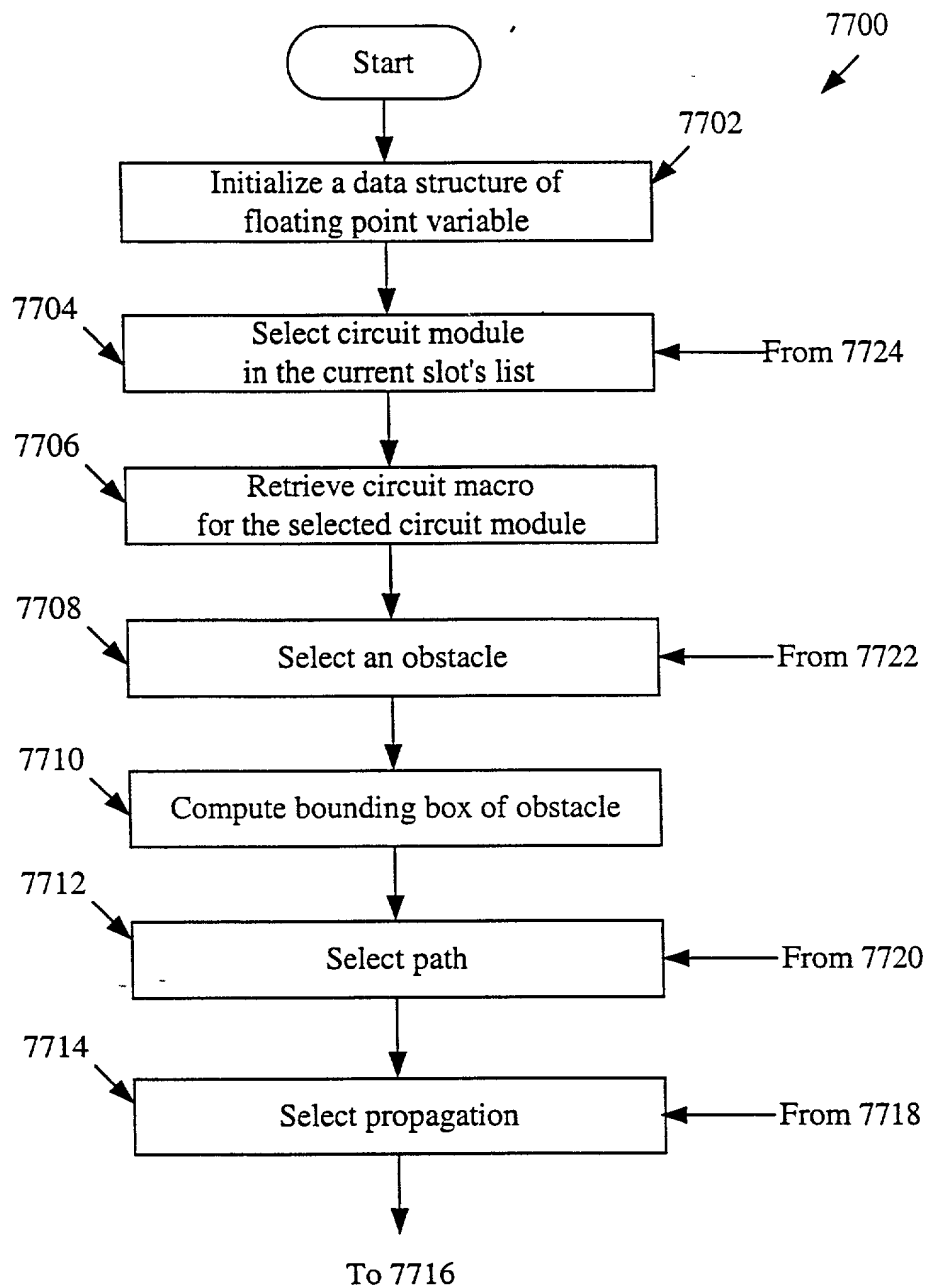 7700
Start
7702
Initialize a data structure of
floating point variable
7704
Select circuit module
in the current slot's list
From 7724
7706
Retrieve circuit macro
for the selected circuit module
7708
Select an obstacle
From 7722
7710
Compute bounding box of obstacle
7712
Select path
From 7720
7714
Select propagation
From 7718
To 7716